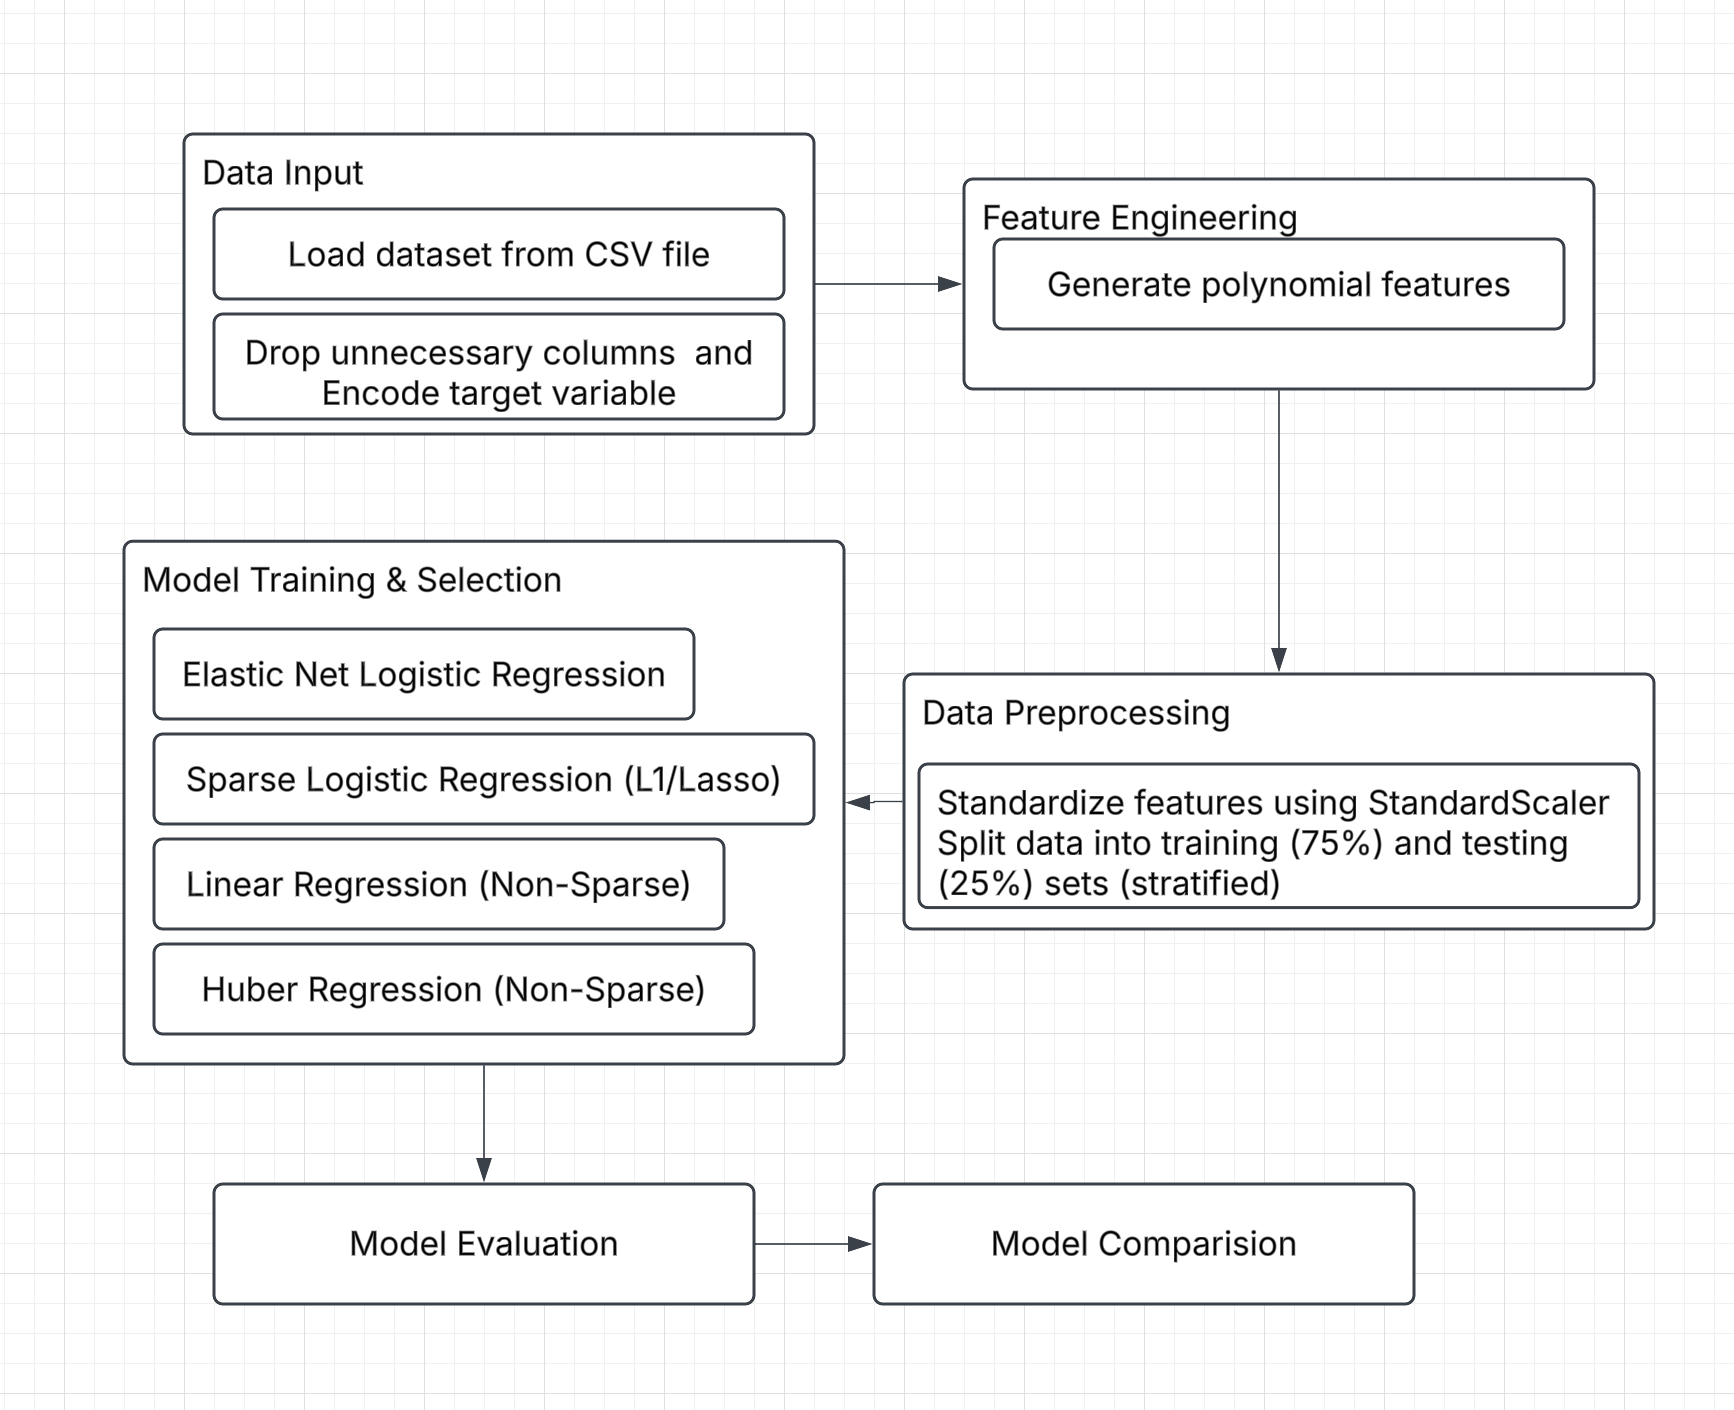 Data Input
Load dataset from CSV file
Drop unnecessary columns  and
Encode target variable
Feature Engineering
Generate polynomial features
Data Preprocessing
Standardize features using StandardScaler
Split data into training (75%) and testing
(25%) sets (stratified)
Model Training & Selection
Elastic Net Logistic Regression
Sparse Logistic Regression (L1/Lasso)
Linear Regression (Non-Sparse)
Huber Regression (Non-Sparse)
Model Evaluation
Model Comparision